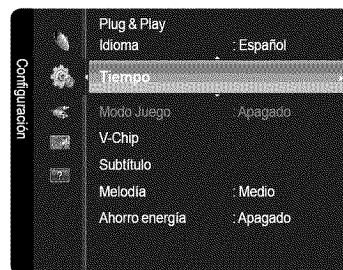 Configuración
Plug & Play
Idioma : Español
Tiempo
Modo Juego : Apagado
V-Chip
Subtítulo
Melodía : Medio
Ahorro energía : Apagado